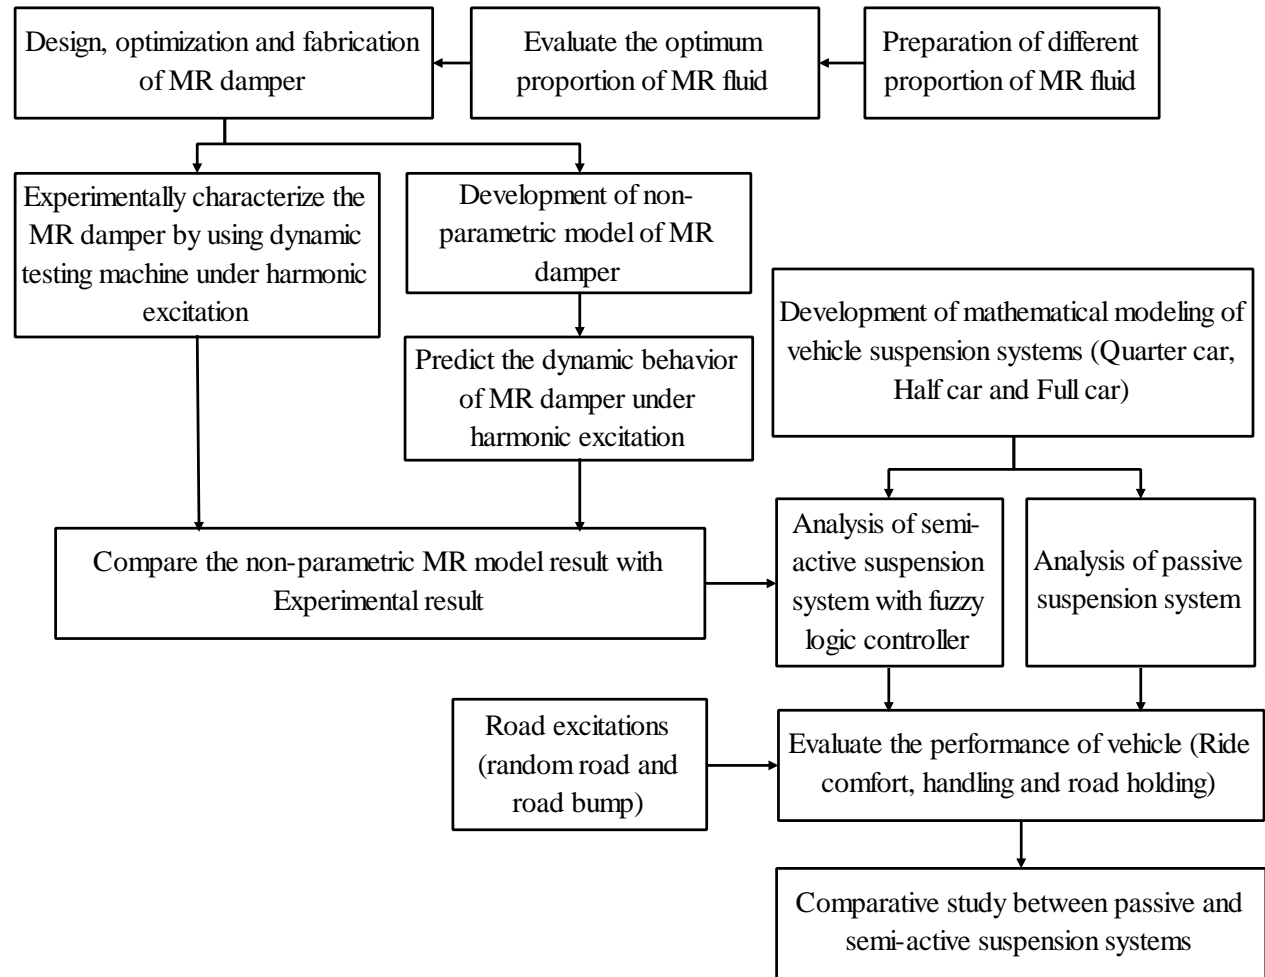 Design, optimization and fabrication
of MR damper
Evaluate the optimum
proportion of MR fluid
Preparation of different
proportion of MR fluid
Experimentally characterize the
MR damper by using dynamic
testing machine under harmonic
excitation
Development of non-
parametric model of MR
damper
Predict the dynamic behavior
of MR damper under
harmonic excitation
Development of mathematical modeling of
vehicle suspension systems (Quarter car,
Half car and Full car)
Compare the non-parametric MR model result with
Experimental result
Analysis of semi-
active suspension
system with fuzzy
logic controller
Analysis of passive
suspension system
Road excitations
(random road and
road bump)
Evaluate the performance of vehicle (Ride
comfort, handling and road holding)
Comparative study between passive and
semi-active suspension systems